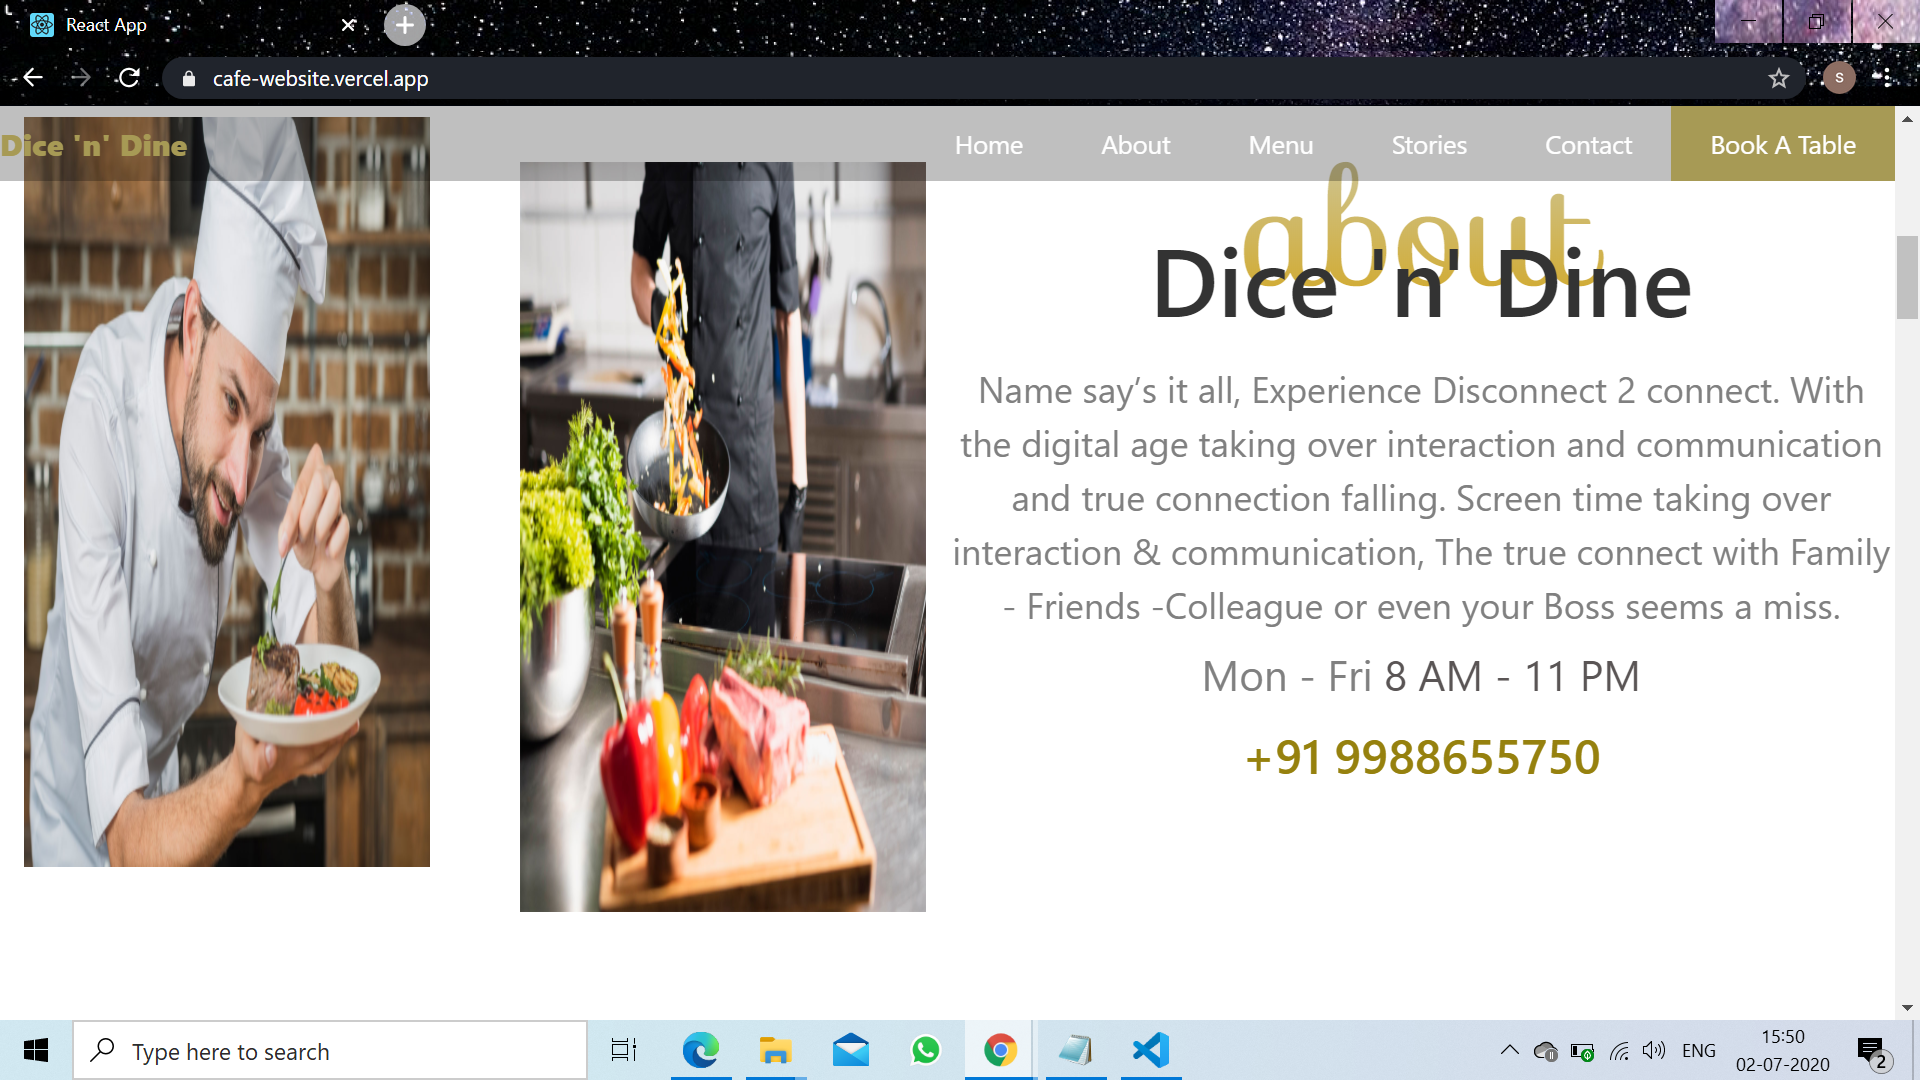 React App
cafe-website.vercel.app
S
Dice 'n' Dine
Home
About
Menu
Stories
Contact
Book A Table
about
Dice 'n' Dine
Name say’s it all, Experience Disconnect 2 connect. With
the digital age taking over interaction and communication
and true connection falling. Screen time taking over
interaction & communication, The true connect with Family
- Friends -Colleague or even your Boss seems a miss.
Mon - Fri 8 AM - 11 PM
+91 9988655750
Type here to search
ENG
15:50
02-07-2020
2